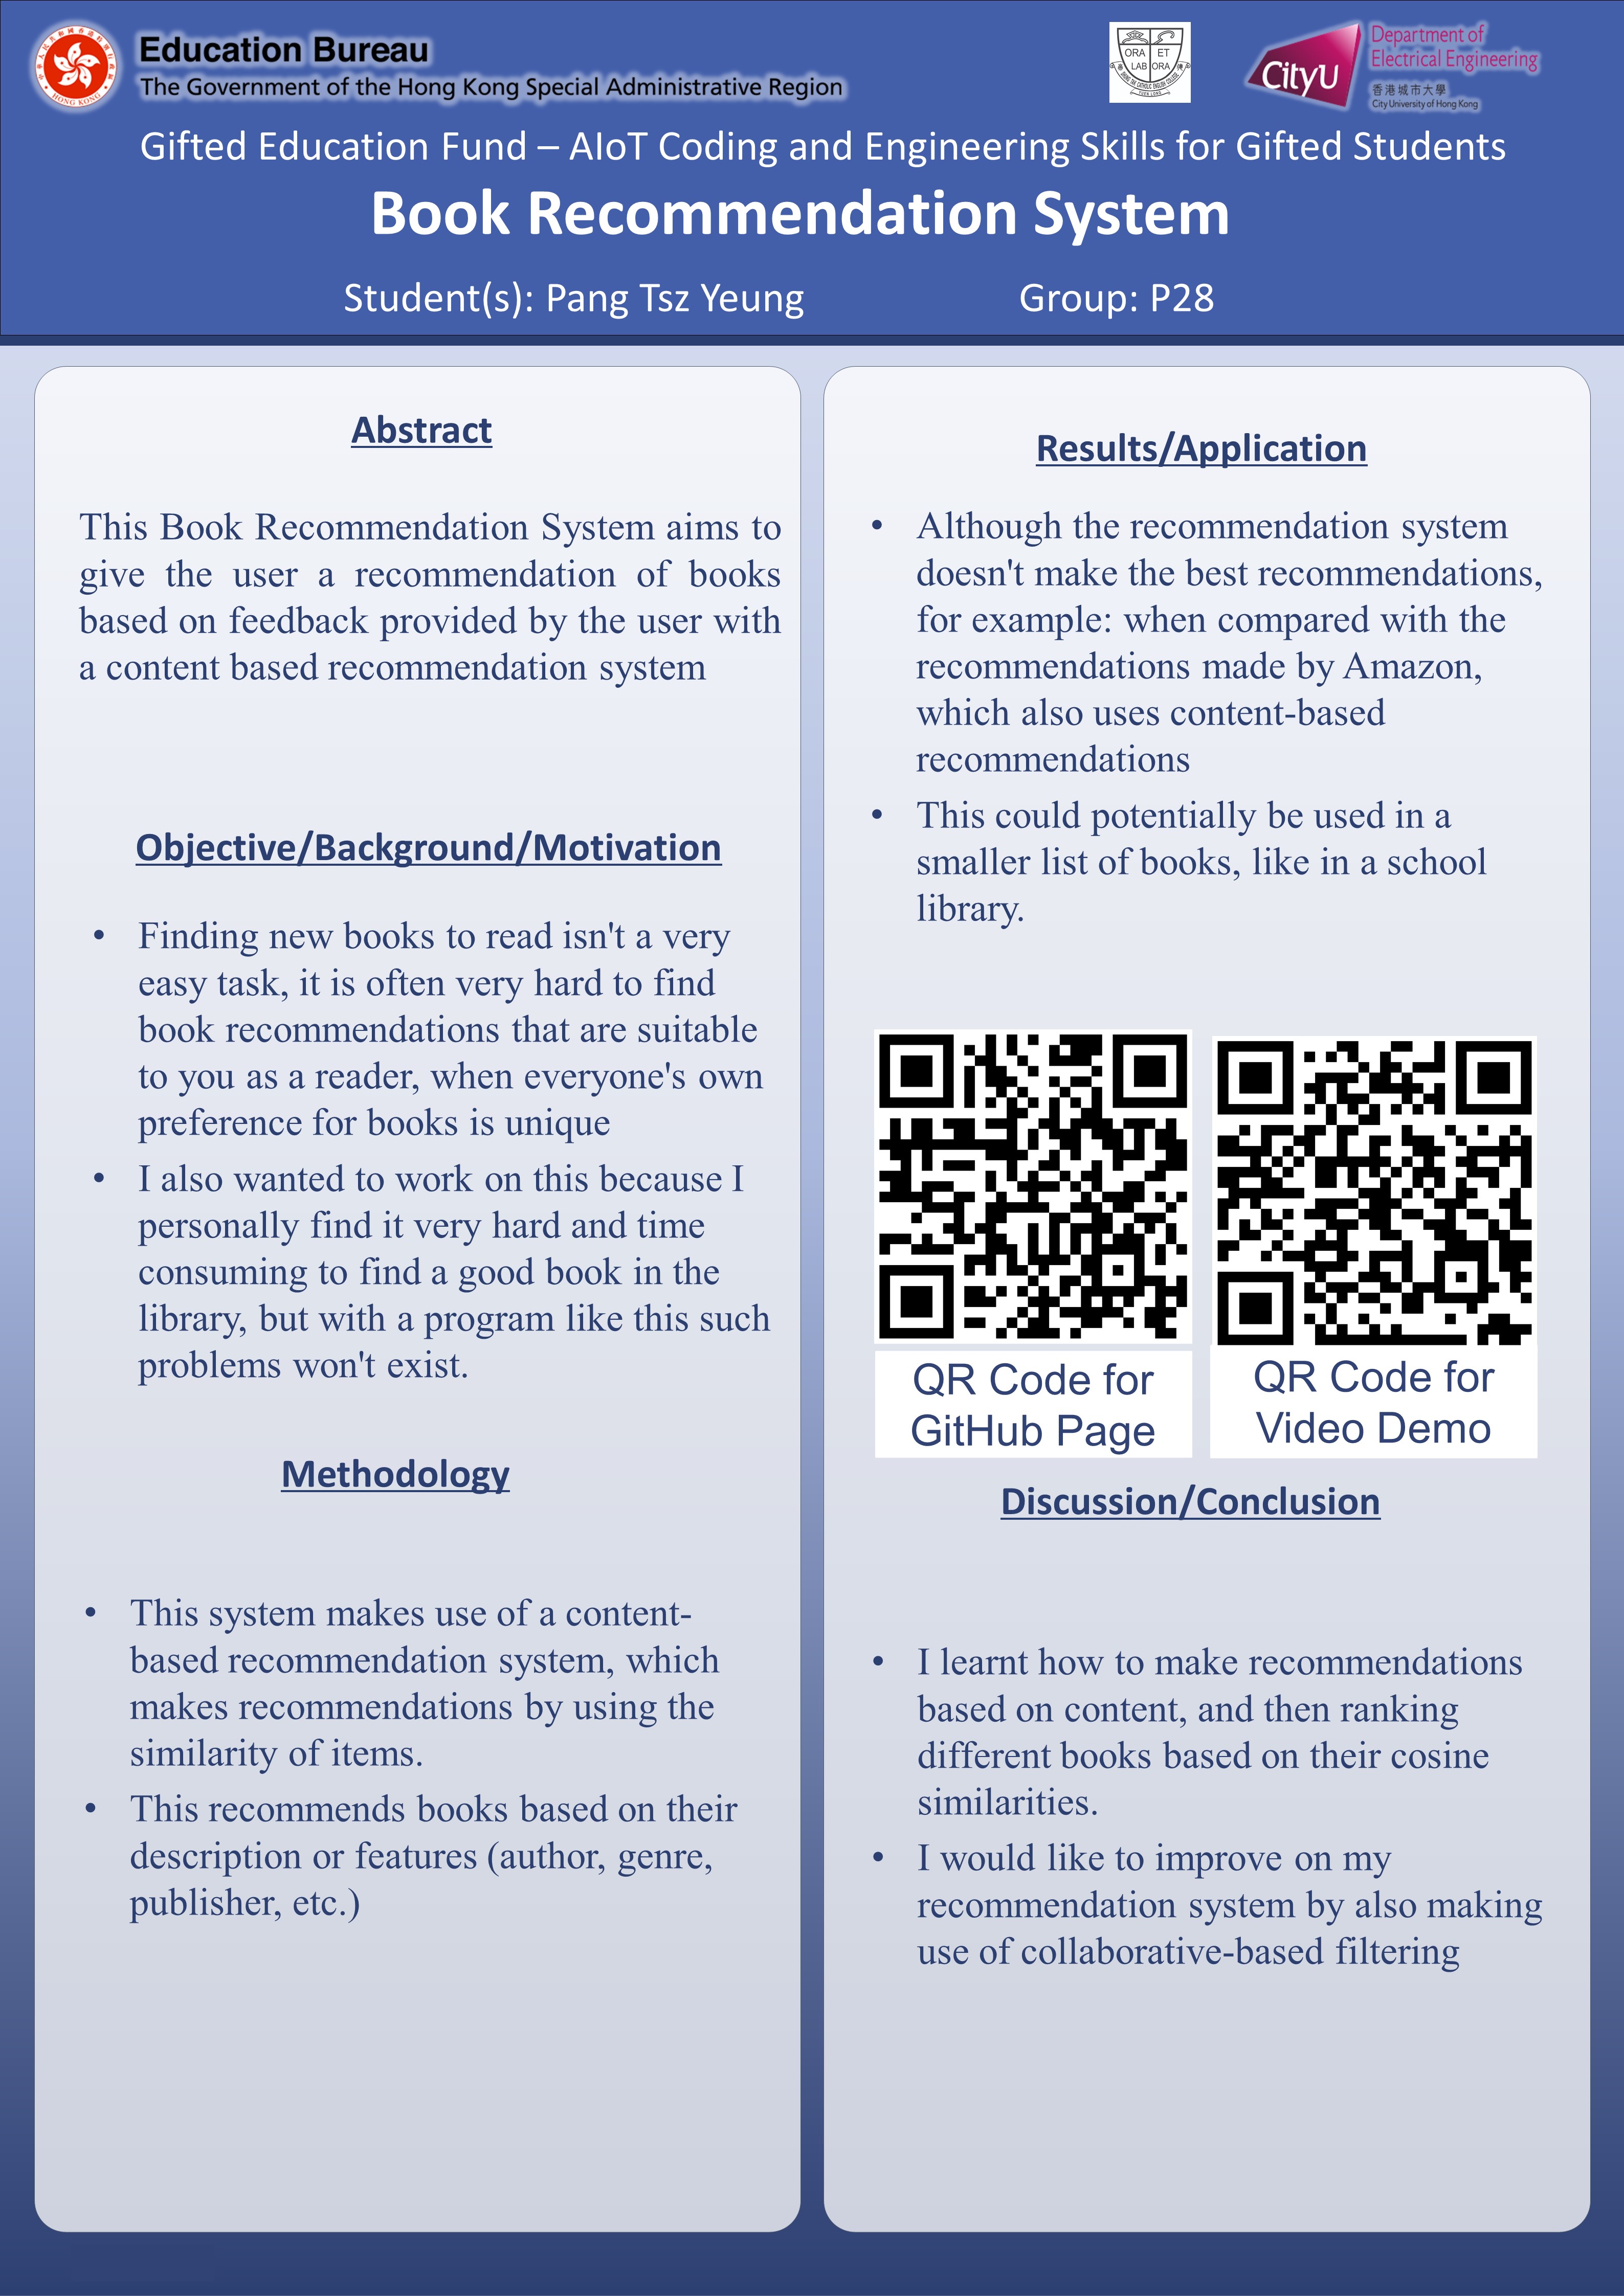 Education Bureau
The Government of the Hong Kong Special Administrative Region
ORA ET
LAB ORA
YUEN LONG
HONG KONG
CityU
Department of
Electrical Engineering
香港城市大學
City University of Hong Kong
Gifted Education Fund – AIoT Coding and Engineering Skills for Gifted Students
Book Recommendation System
Student(s): Pang Tsz Yeung
Group: P28
Abstract
This Book Recommendation System aims to
give the user a recommendation of books
based on feedback provided by the user with
a content based recommendation system
Objective/Background/Motivation
• Finding new books to read isn't a very
easy task, it is often very hard to find
book recommendations that are suitable
to you as a reader, when everyone's own
preference for books is unique
• I also wanted to work on this because I
personally find it very hard and time
consuming to find a good book in the
library, but with a program like this such
problems won't exist.
Methodology
• This system makes use of a content-
based recommendation system, which
makes recommendations by using the
similarity of items.
• This recommends books based on their
description or features (author, genre,
publisher, etc.)
Results/Application
• Although the recommendation system
doesn't make the best recommendations,
for example: when compared with the
recommendations made by Amazon,
which also uses content-based
recommendations
• This could potentially be used in a
smaller list of books, like in a school
library.
QR Code for
GitHub Page
QR Code for
Video Demo
Discussion/Conclusion
• I learnt how to make recommendations
based on content, and then ranking
different books based on their cosine
similarities.
• I would like to improve on my
recommendation system by also making
use of collaborative-based filtering